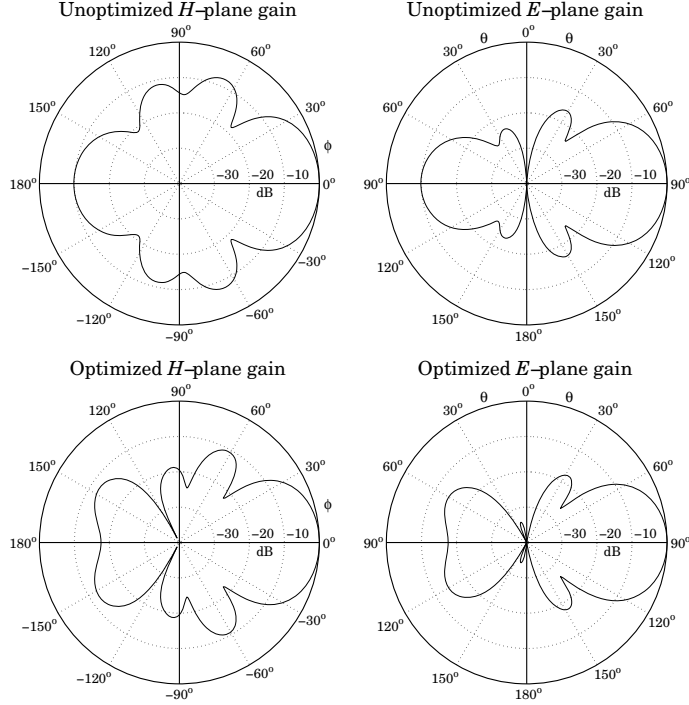 Unoptimized H–plane gain
90°
120°
60°
150°
30°
ϕ
180°
−30 −20 −10
0°
dB
−150°
−30°
−120°
−60°
−90°
Unoptimized E–plane gain
θ 0° θ
30°
30°
60°
60°
90°
−30 −20 −10
90°
dB
120°
120°
150°
150°
180°
Optimized H–plane gain
90°
120°
60°
150°
30°
ϕ
180°
−30 −20 −10
0°
dB
−150°
−30°
−120°
−60°
−90°
Optimized E–plane gain
θ 0° θ
30°
30°
60°
60°
90°
−30 −20 −10
90°
dB
120°
120°
150°
150°
180°